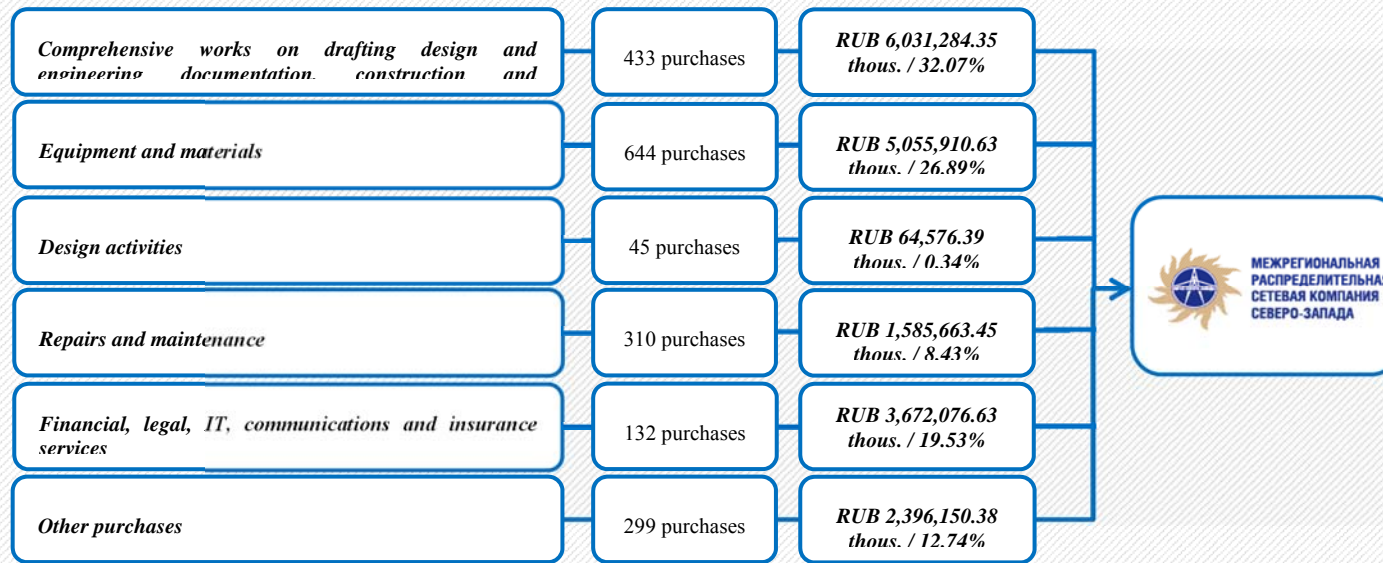 Comprehensive works on drafting design and
engineering documentation, construction and
433 purchases
RUB 6,031,284.35
thous. / 32.07%
Equipment and materials
644 purchases
RUB 5,055,910.63
thous. / 26.89%
Design activities
45 purchases
RUB 64,576.39
thous. / 0.34%
Repairs and maintenance
310 purchases
RUB 1,585,663.45
thous. / 8.43%
Financial, legal, IT, communications and insurance
services
132 purchases
RUB 3,672,076.63
thous. / 19.53%
Other purchases
299 purchases
RUB 2,396,150.38
thous. / 12.74%
МЕЖРЕГИОНАЛЬНАЯ
РАСПРЕДЕЛИТЕЛЬНАЯ
СЕТЕВАЯ КОМПАНИЯ
СЕВЕРО-ЗАПАДА